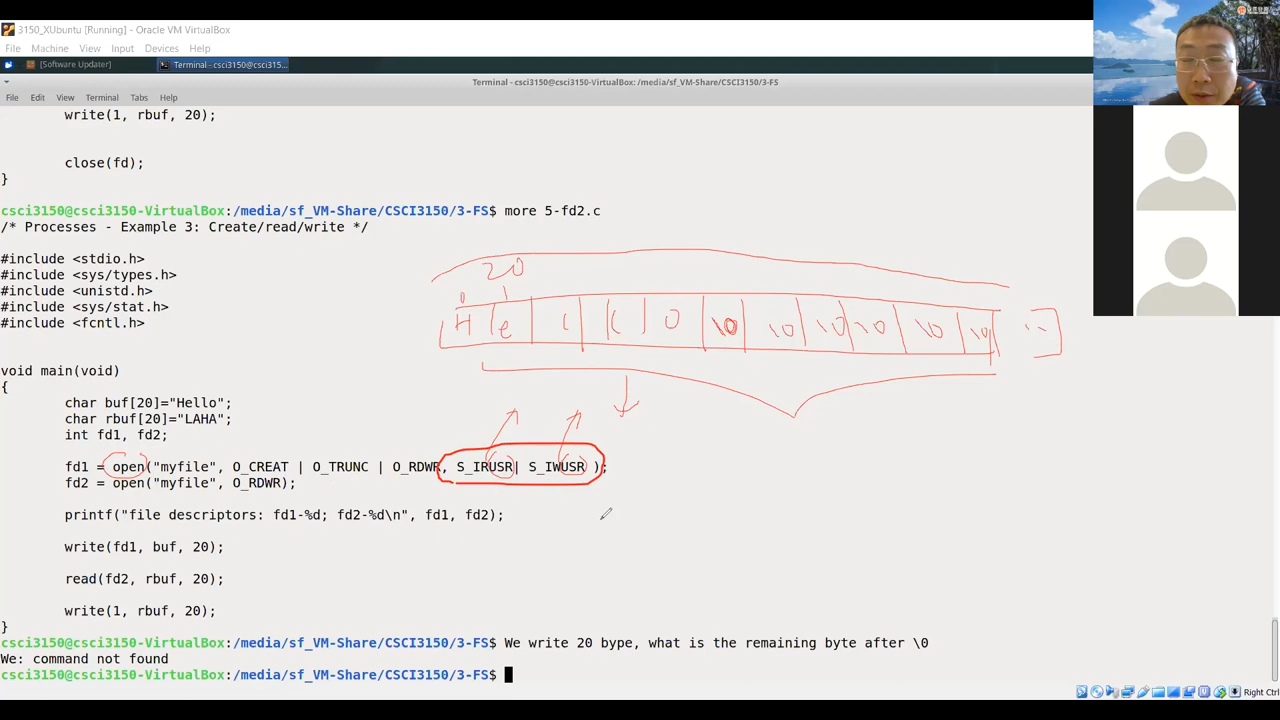 3150_XUbuntu [Running] - Oracle VM VirtualBox
File Machine View Input Devices Help
[Software Updater] Terminal - csci3150@csci315...
Terminal - csci3150@csci3150-VirtualBox: /media/sf_VM-Share/CSCI3150/3-FS
File Edit View Terminal Tabs Help
write(1, rbuf, 20);
close(fd);
}
csci3150@csci3150-VirtualBox:/media/sf_VM-Share/CSCI3150/3-FS$ more 5-fd2.c
/* Processes - Example 3: Create/read/write */
#include <stdio.h>
#include <sys/types.h>
#include <unistd.h>
#include <sys/stat.h>
#include <fcntl.h>
20
0 1
H e l l o \0 \0 \0 \0 \0 \0
void main(void)
{
char buf[20]="Hello";
char rbuf[20]="LAHA";
int fd1, fd2;
fd1 = open("myfile", O_CREAT | O_TRUNC | O_RDWR, S_IRUSR| S_IWUSR );
fd2 = open("myfile", O_RDWR);
printf("file descriptors: fd1-%d; fd2-%d\n", fd1, fd2);
write(fd1, buf, 20);
read(fd2, rbuf, 20);
write(1, rbuf, 20);
}
csci3150@csci3150-VirtualBox:/media/sf_VM-Share/CSCI3150/3-FS$ We write 20 bype, what is the remaining byte after \0
We: command not found
csci3150@csci3150-VirtualBox:/media/sf_VM-Share/CSCI3150/3-FS$
Right Ctrl